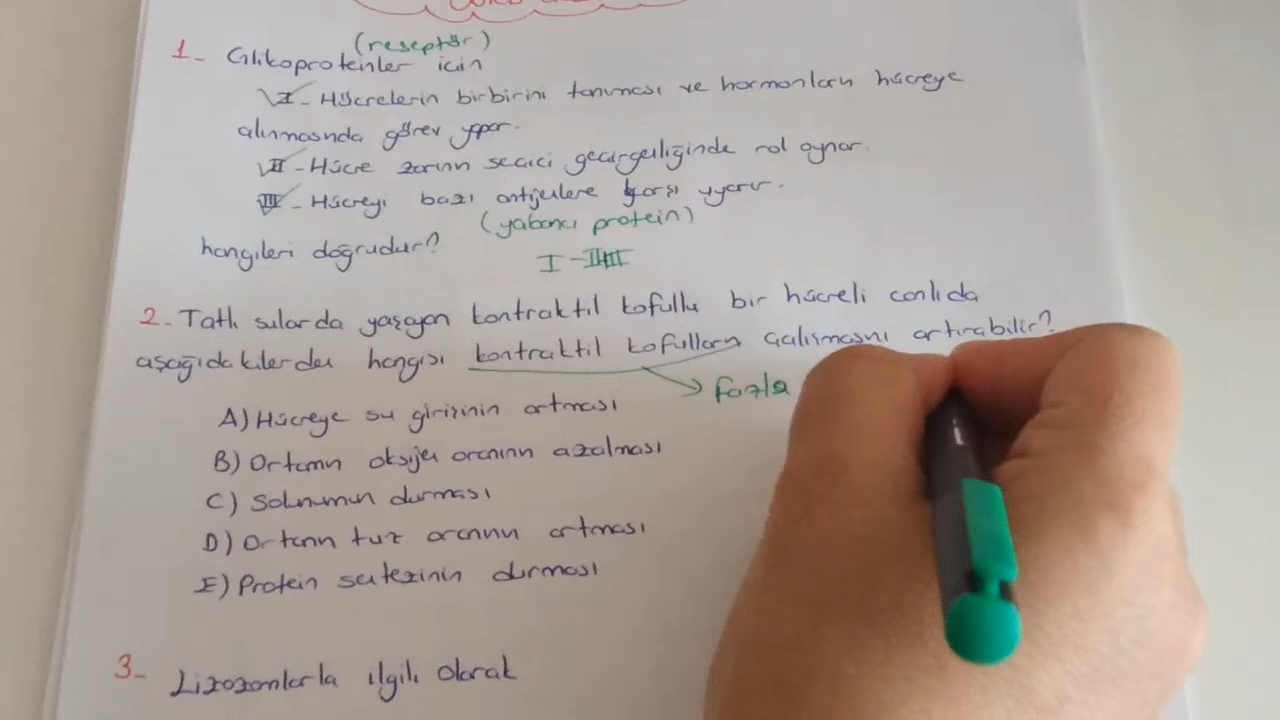 (reseptör)
1- Glikoproteinler için
I- Hücrelerin birbirini tanıması ve hormonların hücreye
alınmasında görev yapar.
II- Hücre zarının seçici geçirgenliğinde rol oynar.
III- Hücreyi bazı antijenlere karşı uyarır.
(yabancı protein)
hangileri doğrudur?
I-II-III
2- Tatlı sularda yaşayan kontraktil kofullu bir hücreli canlıda
aşağıdakilerden hangisi kontraktil kofulların çalışmasını artırabilir?
fazla
A) Hücreye su girişinin artması
B) Ortamın oksijen oranının azalması
C) Solunumun durması
D) Ortamın tuz oranının artması
E) Protein sentezinin durması
3- Lizozomlarla ilgili olarak